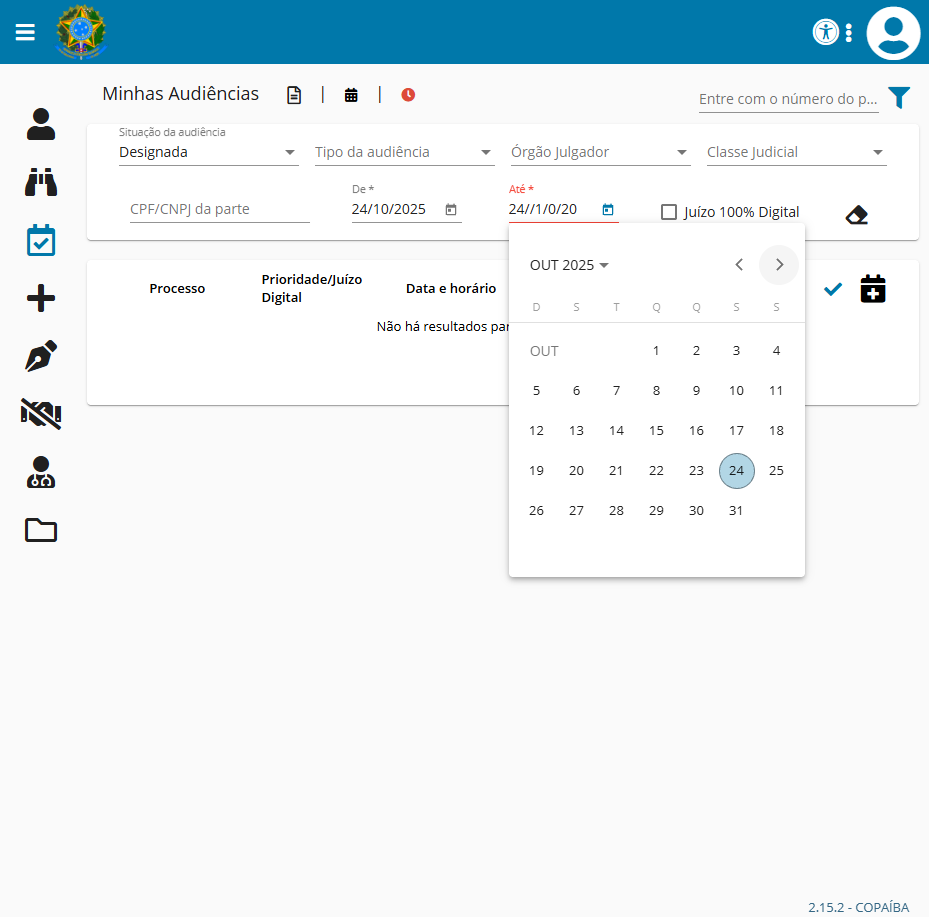 Minhas Audiências
Entre com o número do p...
Situação da audiência
Designada
Tipo da audiência
Órgão Julgador
Classe Judicial
CPF/CNPJ da parte
De *
24/10/2025
Até *
24//1/0/20
Juízo 100% Digital
Processo
Prioridade/Juízo
Digital
Data e horário
Não há resultados par
OUT 2025
D S T Q Q S S
OUT 1 2 3 4
5 6 7 8 9 10 11
12 13 14 15 16 17 18
19 20 21 22 23 24 25
26 27 28 29 30 31
2.15.2 - COPAÍBA